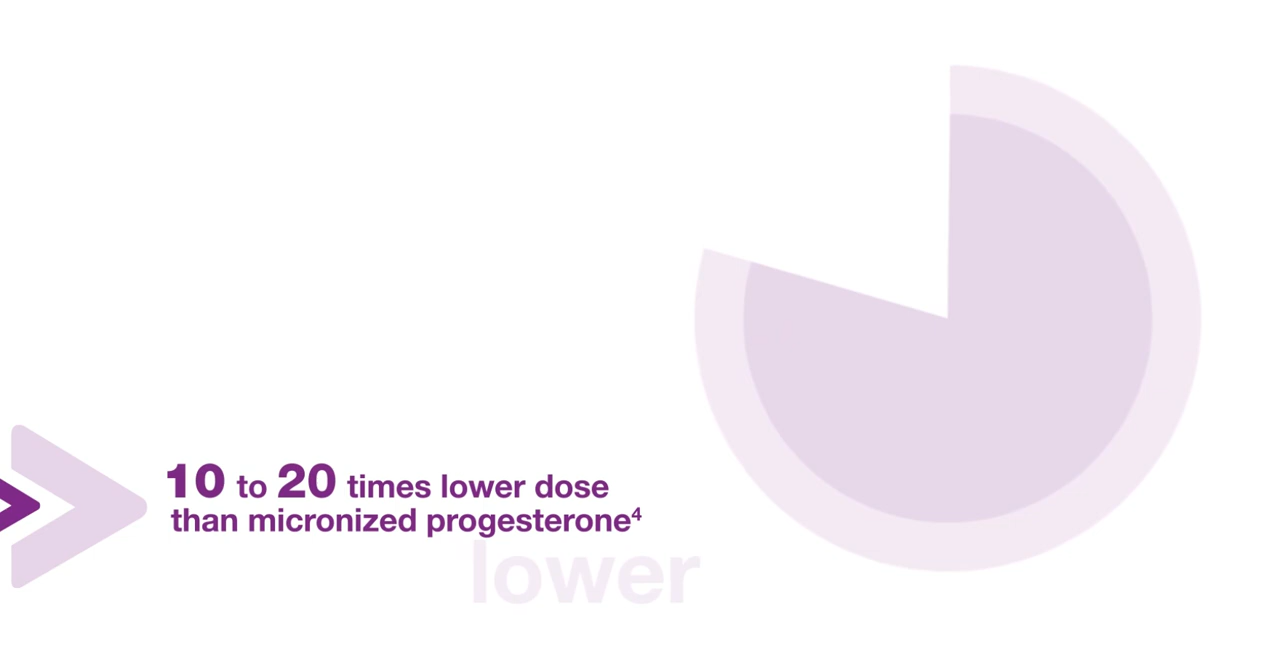 10 to 20 times lower dose
than micronized progesterone⁴
lower